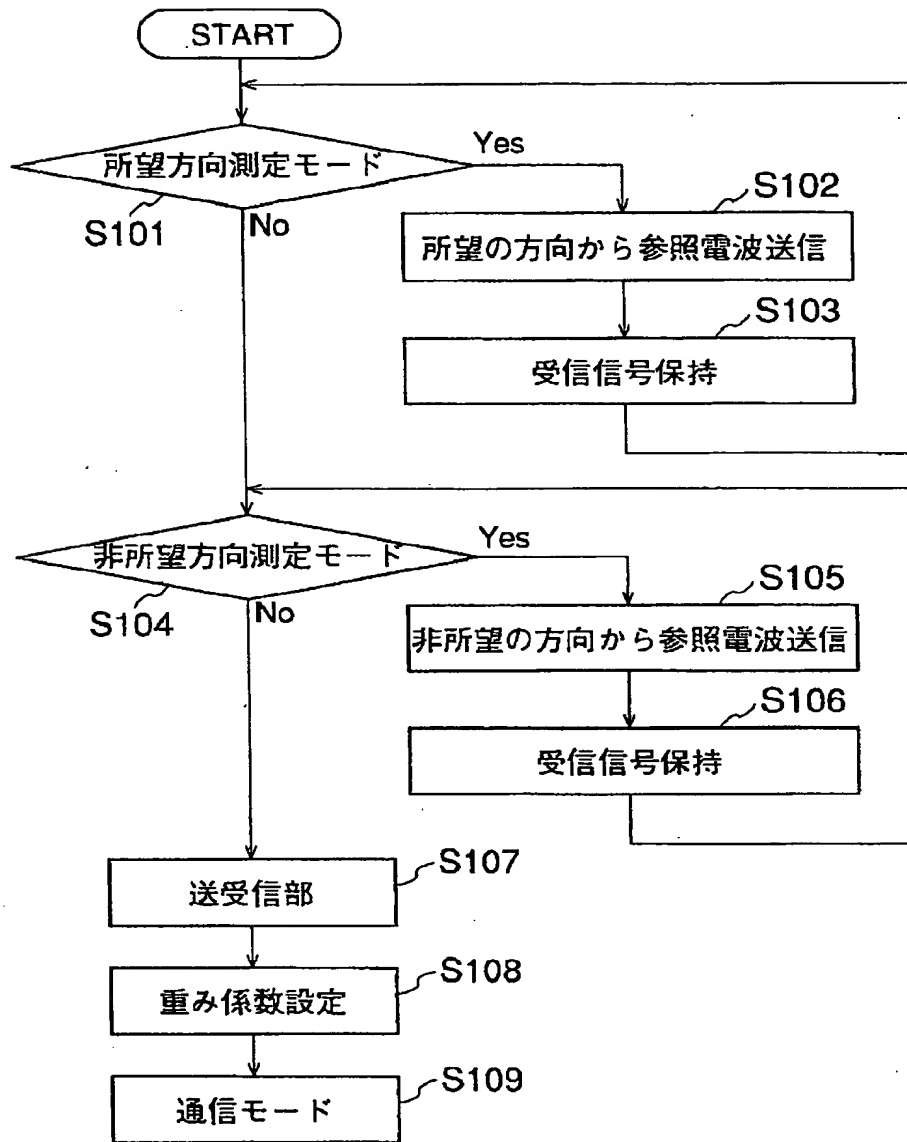 START
所望方向測定モード
Yes
S101
No
S102
所望の方向から参照電波送信
S103
受信信号保持
非所望方向測定モード
Yes
S104
No
S105
非所望の方向から参照電波送信
S106
受信信号保持
S107
送受信部
S108
重み係数設定
S109
通信モード